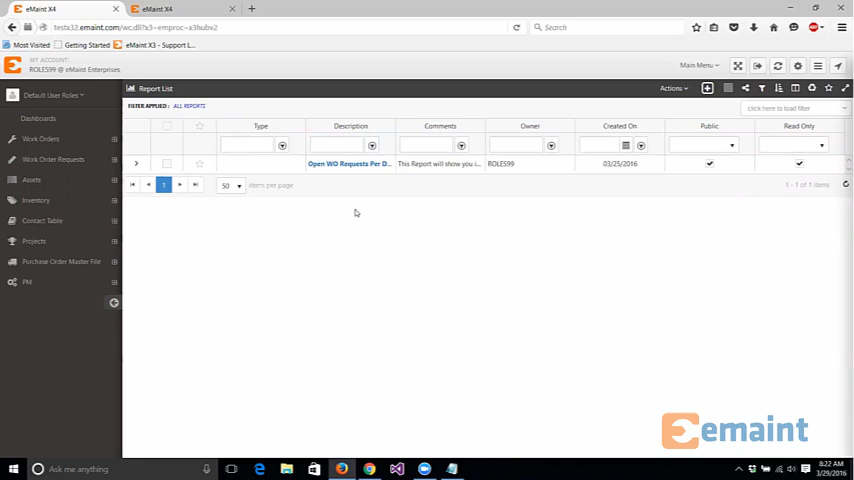 eMaint X4
eMaint X4
testx32.emaint.com/wc.dll?x3~emproc~x3hubv2
Search
Most Visited
Getting Started
eMaint X3 - Support L...
MY ACCOUNT:
ROLES99 @ eMaint Enterprises
Main Menu
Default User Roles
Report List
Actions
Dashboards
FILTER APPLIED : ALL REPORTS
click here to load filter
Work Orders
Work Order Requests
Assets
Inventory
Contact Table
Projects
Purchase Order Master File
PM
Type
Description
Comments
Owner
Created On
Public
Read Only
Open WO Requests Per D...
This Report will show you i...
ROLES99
03/25/2016
1
50
items per page
1 - 1 of 1 items
emaint
Ask me anything
8:22 AM
3/29/2016